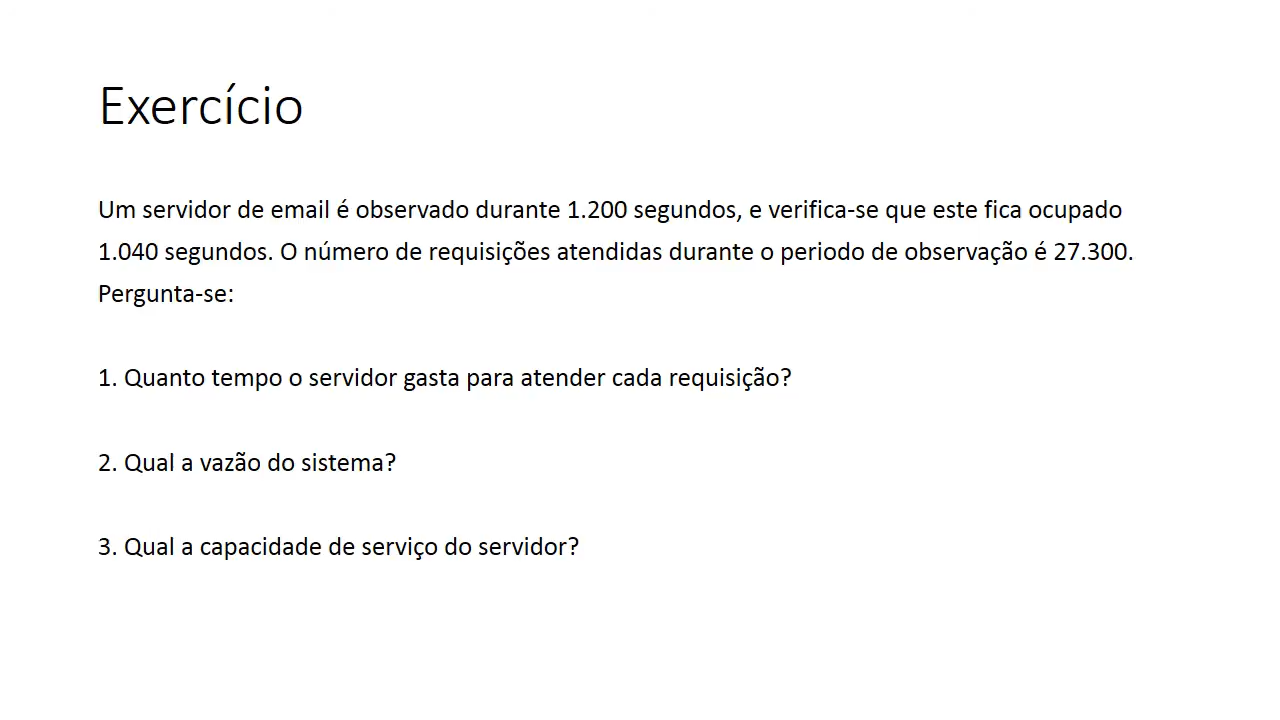 Exercício
Um servidor de email é observado durante 1.200 segundos, e verifica-se que este fica ocupado
1.040 segundos. O número de requisições atendidas durante o periodo de observação é 27.300.
Pergunta-se:
1. Quanto tempo o servidor gasta para atender cada requisição?
2. Qual a vazão do sistema?
3. Qual a capacidade de serviço do servidor?